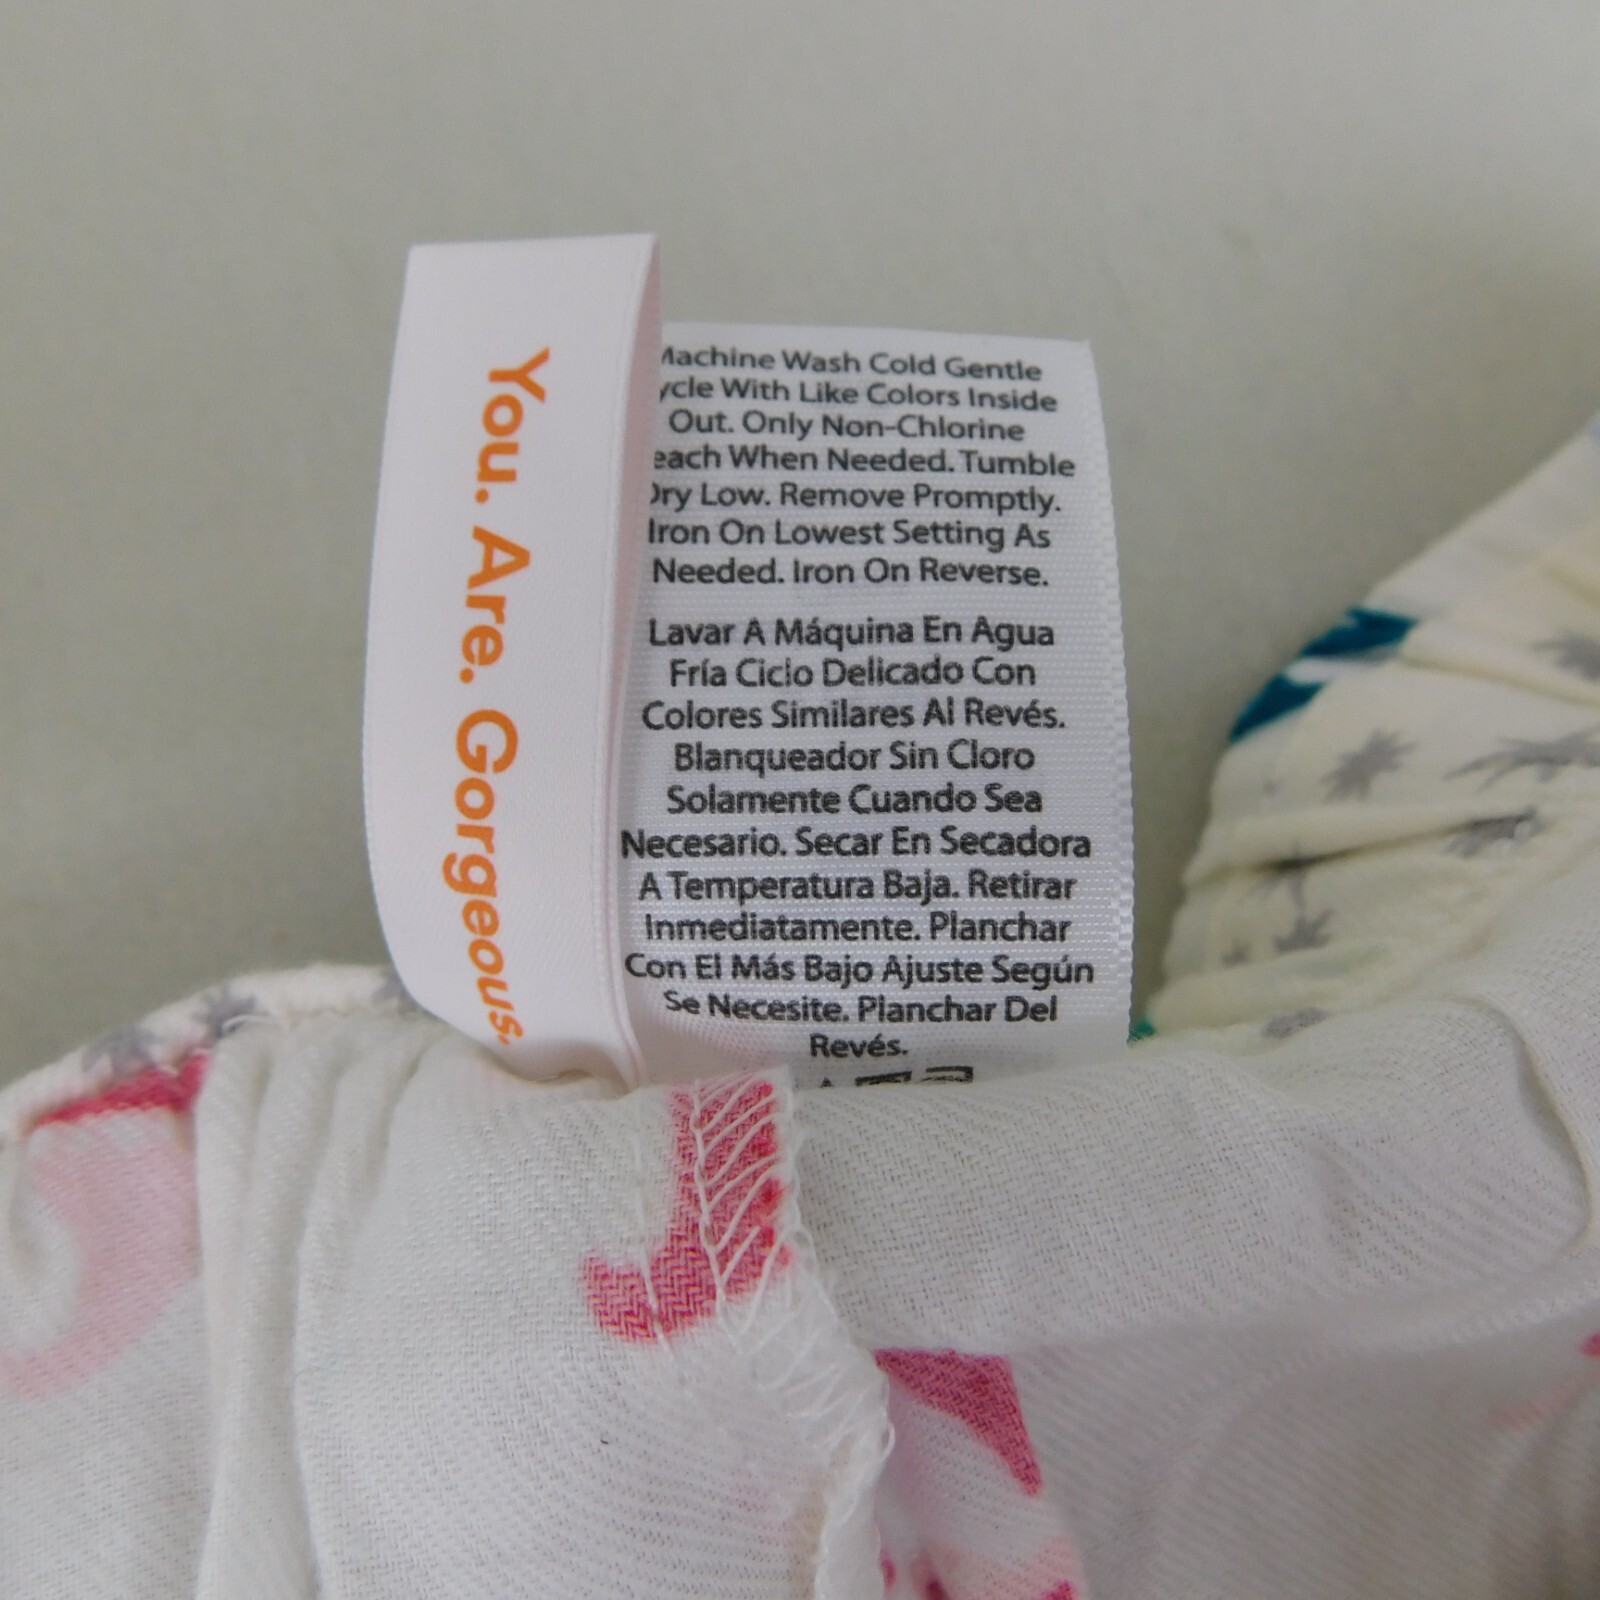 You. Are. Gorgeous.
achine Wash Cold Gentle
ycle With Like Colors Inside
Out. Only Non-Chlorine
each When Needed. Tumble
Dry Low. Remove Promptly.
Iron On Lowest Setting As
Needed. Iron On Reverse.
Lavar A Máquina En Agua
Fría Ciclo Delicado Con
Colores Similares Al Revés.
Blanqueador Sin Cloro
Solamente Cuando Sea
Necesario. Secar En Secadora
A Temperatura Baja. Retirar
Inmediatamente. Planchar
Con El Más Bajo Ajuste Según
Se Necesite. Planchar Del
Revés.